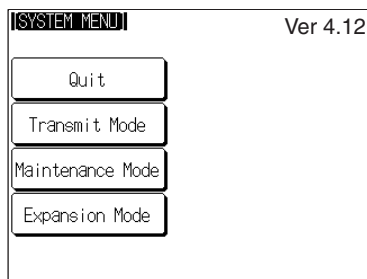 [SYSTEM MENU]
Ver 4.12
Quit
Transmit Mode
Maintenance Mode
Expansion Mode